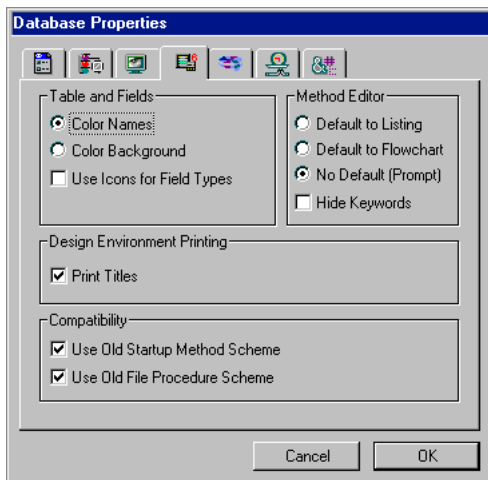 Database Properties
Table and Fields
Color Names
Color Background
Use Icons for Field Types
Method Editor
Default to Listing
Default to Flowchart
No Default (Prompt)
Hide Keywords
Design Environment Printing
Print Titles
Compatibility
Use Old Startup Method Scheme
Use Old File Procedure Scheme
Cancel
OK